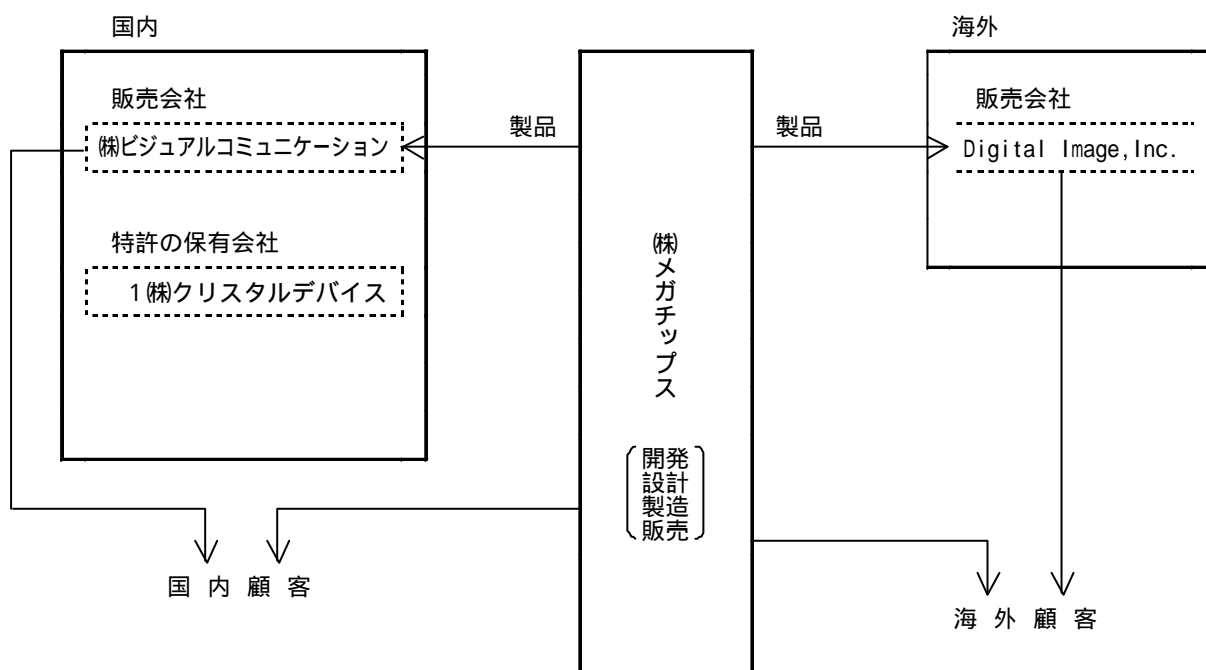 国内
販売会社
㈱ビジュアルコミュニケーション
特許の保有会社
1㈱クリスタルデバイス
製品
㈱メガチップス
開発
設計
製造
販売
製品
海外
販売会社
Digital Image,Inc.
国内顧客
海外顧客